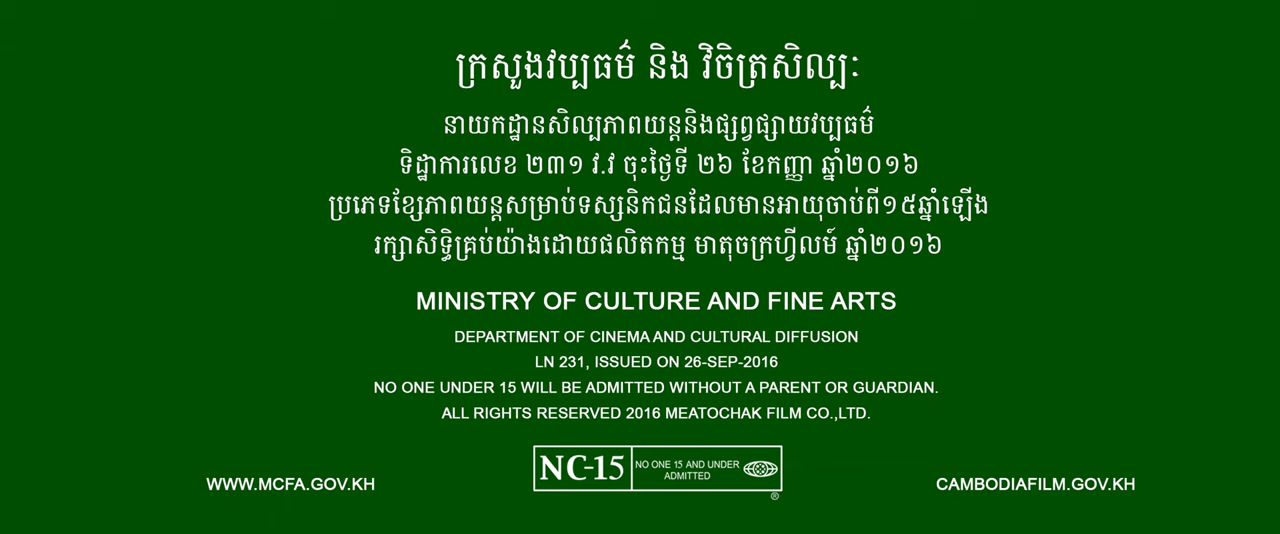 ក្រសួងវប្បធម៌ និង វិចិត្រសិល្បៈ
នាយកដ្ឋានសិល្បភាពយន្តនិងផ្សព្វផ្សាយវប្បធម៌
ទិដ្ឋាការលេខ ២៣១ វ.វ ចុះថ្ងៃទី ២៦ ខែកញ្ញា ឆ្នាំ២០១៦
ប្រភេទខ្សែភាពយន្តសម្រាប់ទស្សនិកជនដែលមានអាយុចាប់ពី១៥ឆ្នាំឡើង
រក្សាសិទ្ធិគ្រប់យ៉ាងដោយផលិតកម្ម មាតុចក្រហ្វីលម៍ ឆ្នាំ២០១៦
MINISTRY OF CULTURE AND FINE ARTS
DEPARTMENT OF CINEMA AND CULTURAL DIFFUSION
LN 231, ISSUED ON 26-SEP-2016
NO ONE UNDER 15 WILL BE ADMITTED WITHOUT A PARENT OR GUARDIAN.
ALL RIGHTS RESERVED 2016 MEATOCHAK FILM CO.,LTD.
NC-15
NO ONE 15 AND UNDER
ADMITTED
®
WWW.MCFA.GOV.KH
CAMBODIAFILM.GOV.KH